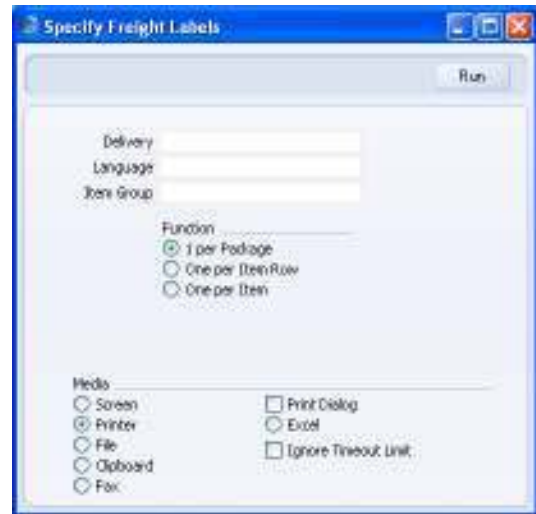 Specify Freight Labels
Run
Delivery
Language
Item Group
Function
1 per Package
One per Item Row
One per Item
Media
Screen
Print Dialog
Printer
Excel
File
Ignore Timeout Limit
Clipboard
Fax